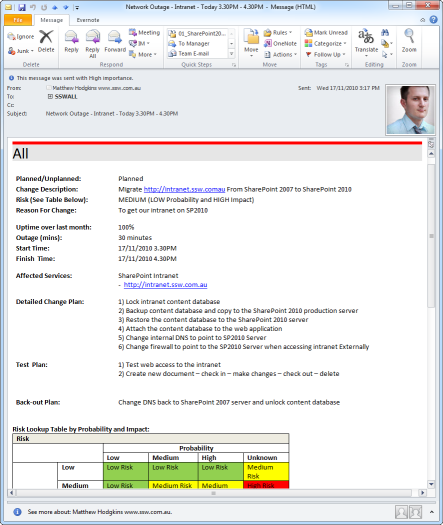 Network Outage - Intranet - Today 3.30PM - 4.30PM - Message (HTML)
File Message Evernote
Ignore
Junk
Delete
Reply
Reply All
Forward
Meeting
IM
More
01_SharePoint20...
To Manager
Team E-mail
Move
Rules
OneNote
Actions
Mark Unread
Categorize
Follow Up
Translate
Zoom
Delete Respond Quick Steps Move Tags Editing Zoom
This message was sent with High importance.
From: Matthew Hodgkins www.ssw.com.au Sent: Wed 17/11/2010 3:17 PM
To: SSWALL
Cc:
Subject: Network Outage - Intranet - Today 3.30PM - 4.30PM
All
Planned/Unplanned: Planned
Change Description: Migrate http://intranet.ssw.comau From SharePoint 2007 to SharePoint 2010
Risk (See Table Below): MEDIUM (LOW Probability and HIGH Impact)
Reason For Change: To get our intranet on SP2010
Uptime over last month: 100%
Outage (mins): 30 minutes
Start Time: 17/11/2010 3.30PM
Finish Time: 17/11/2010 4.30PM
Affected Services: SharePoint Intranet
- http://intranet.ssw.com.au
Detailed Change Plan: 1) Lock intranet content database
2) Backup content database and copy to the SharePoint 2010 production server
3) Restore the content database to the SharePoint 2010 server
4) Attach the content database to the web application
5) Change internal DNS to point to SP2010 Server
6) Change firewall to point to the SP2010 Server when accessing intranet Externally
Test Plan: 1) Test web access to the intranet
2) Create new document – check in – make changes – check out – delete
Back-out Plan: Change DNS back to SharePoint 2007 server and unlock content database
Risk Lookup Table by Probability and Impact:
Risk
Probability
Low Medium High Unknown
Low Low Risk Low Risk Low Risk Medium Risk
Medium Low Risk Medium Risk Medium High Risk
See more about: Matthew Hodgkins www.ssw.com.au.